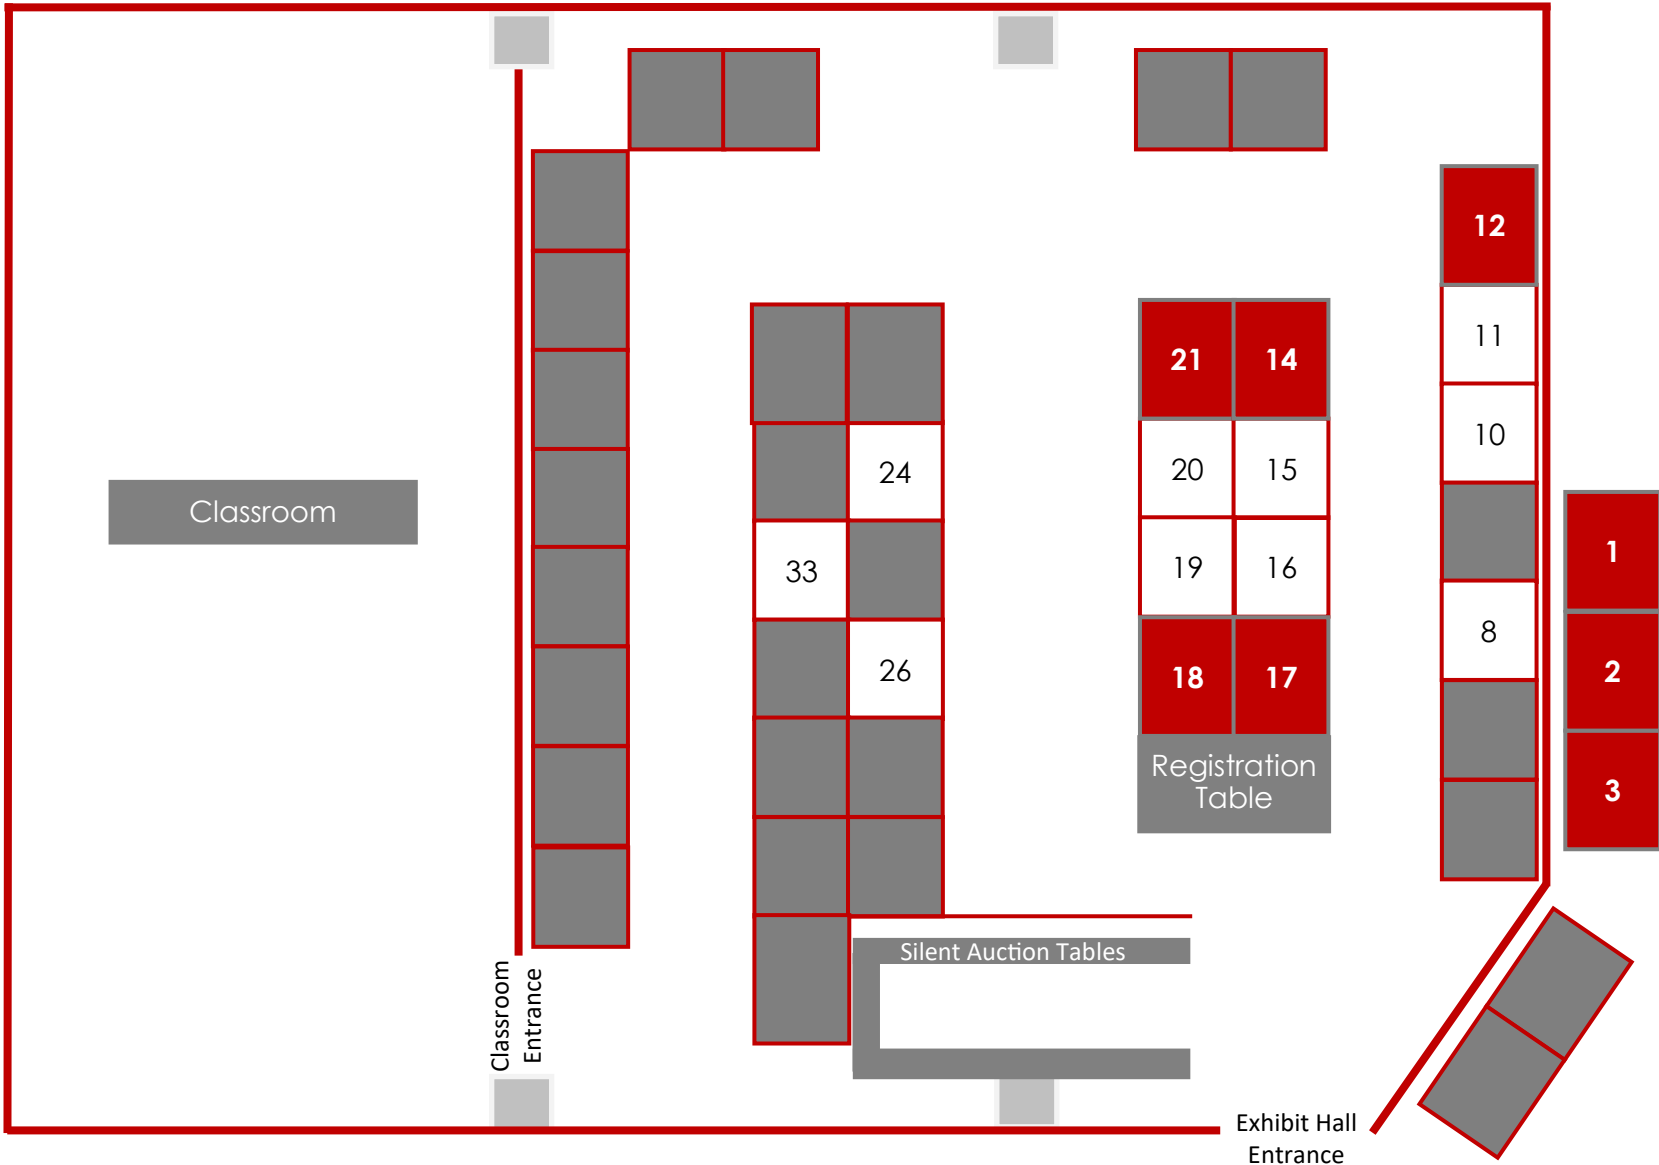 12
11
21
14
10
20
15
24
Classroom
1
33
19
16
8
2
26
18
17
Registration
Table
3
Silent Auction Tables
Classroom
Entrance
Exhibit Hall
Entrance